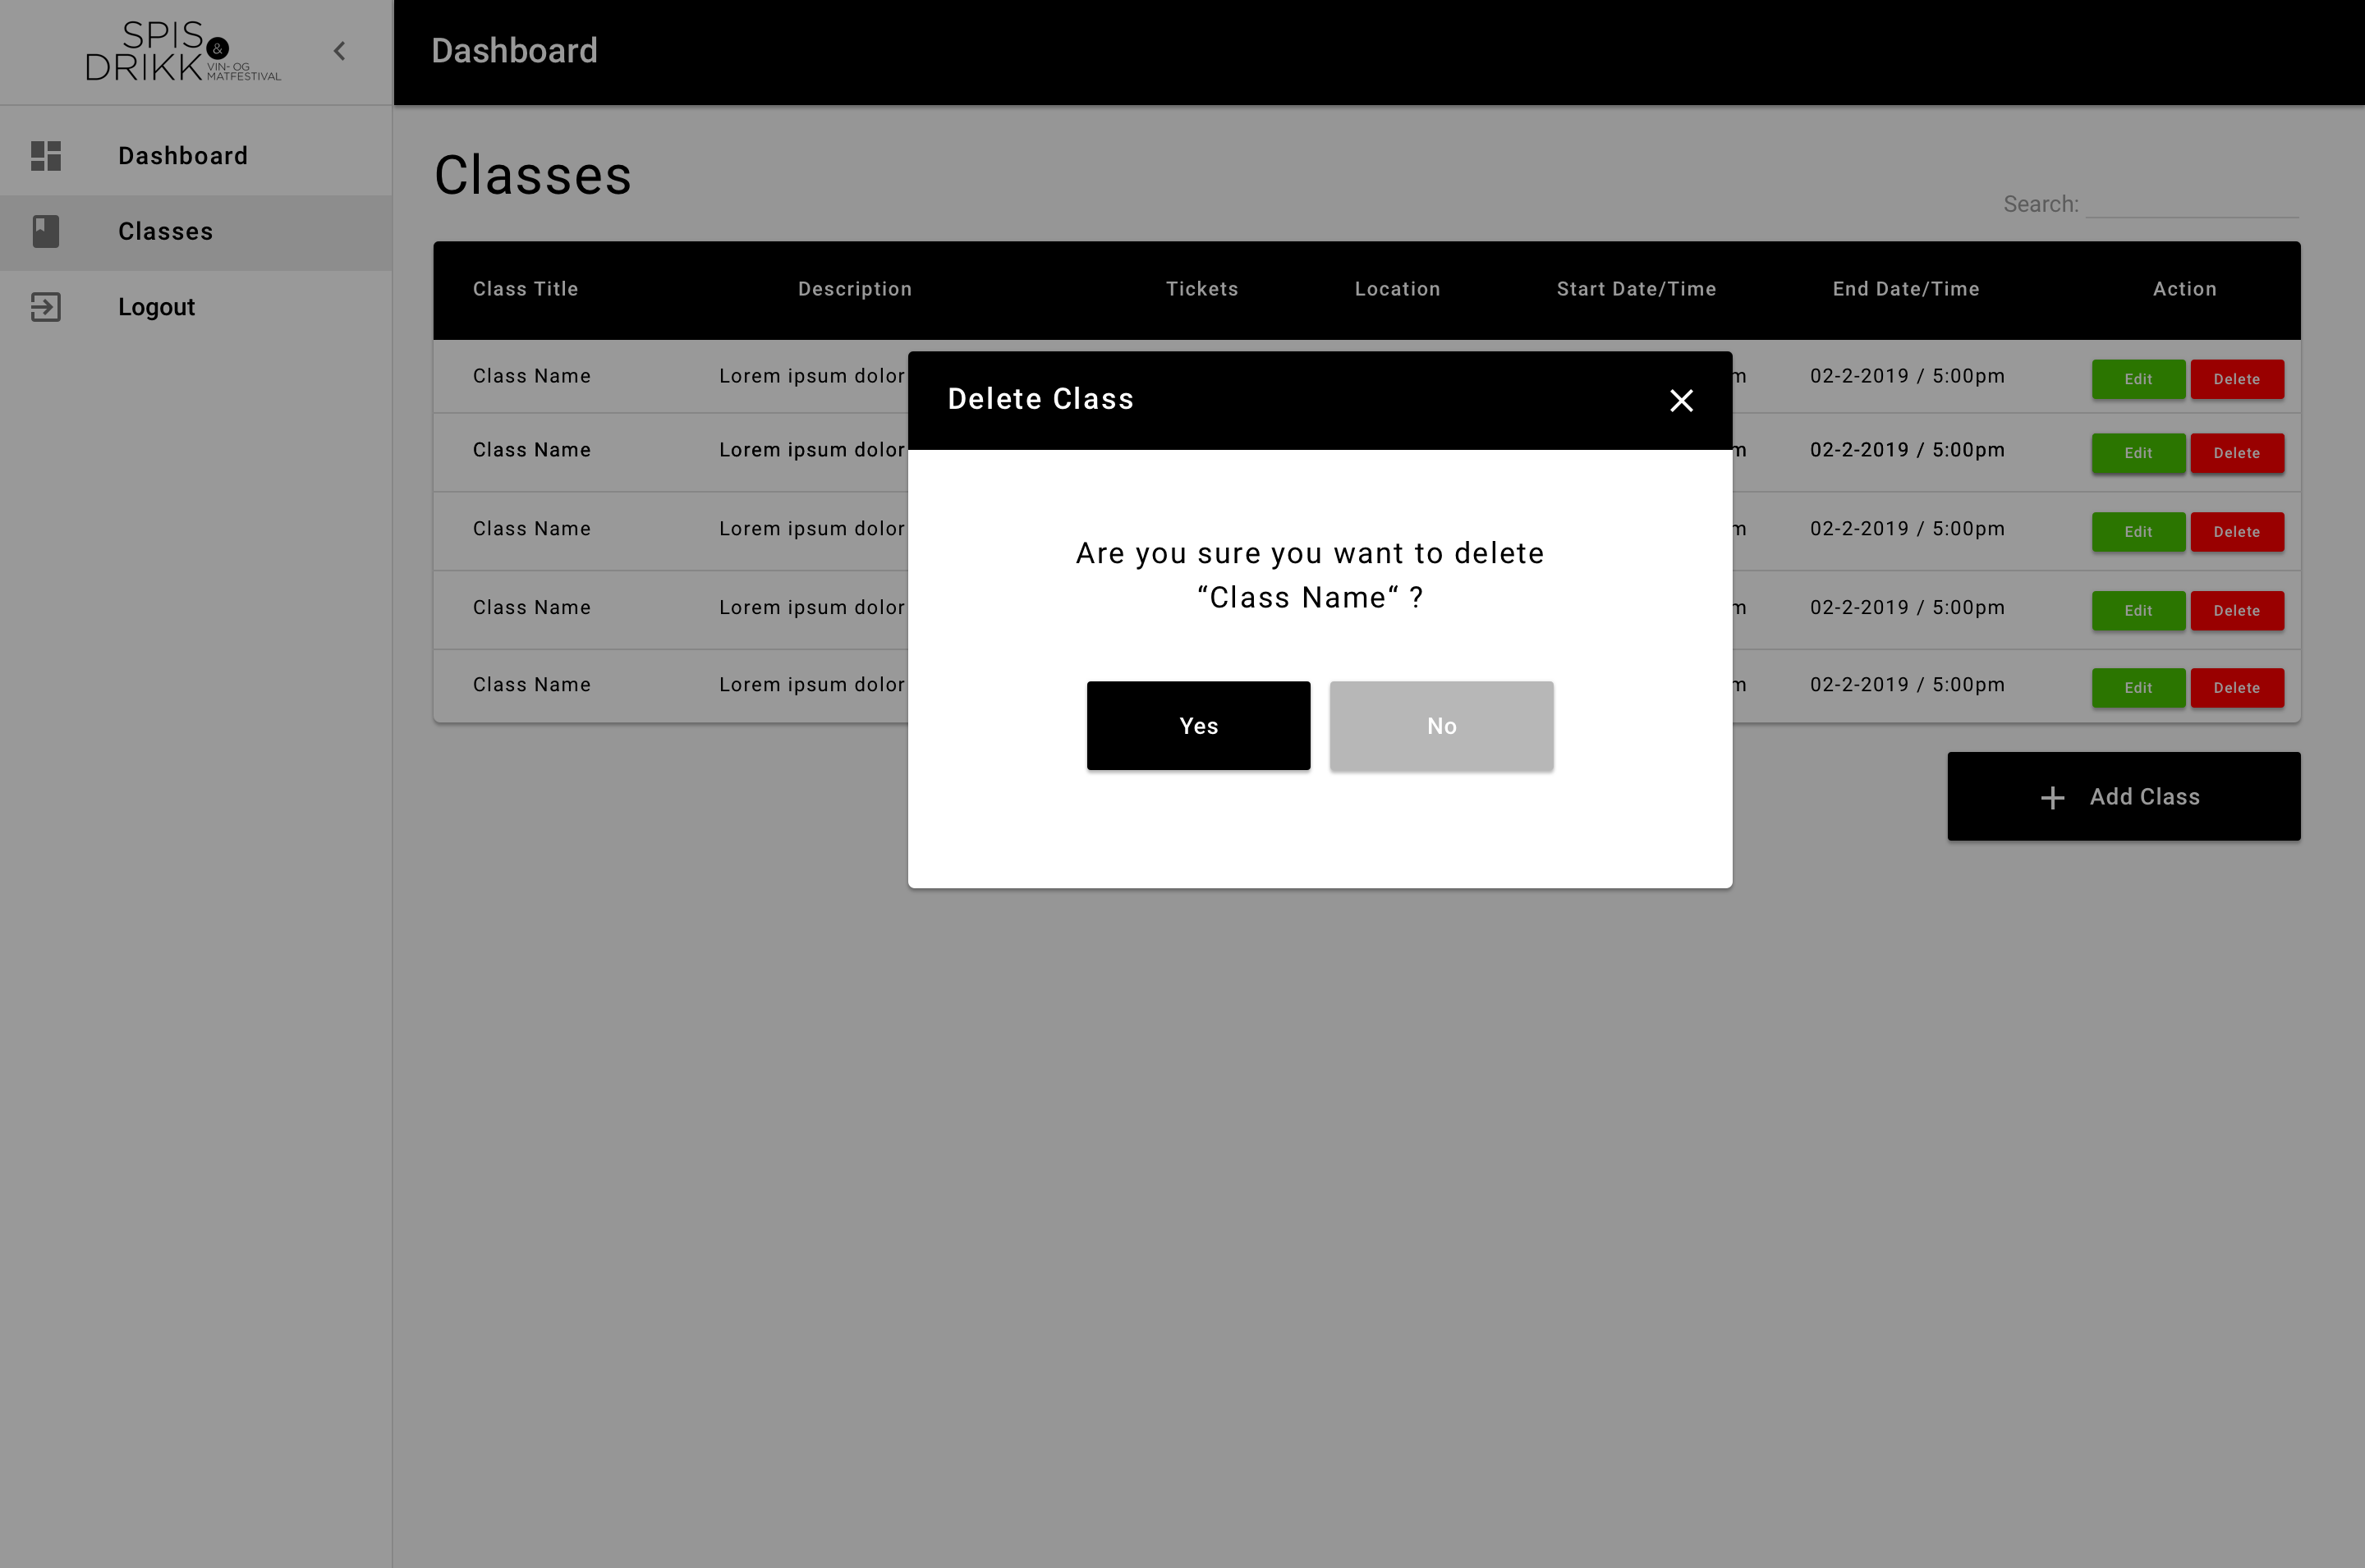 SPIS
&
DRIKK
VIN- OG
MATFESTIVAL
Dashboard
Dashboard
Classes
Logout
Classes
Search:
Class Title Description Tickets Location Start Date/Time End Date/Time Action
Class Name Lorem ipsum dolor m 02-2-2019 / 5:00pm Edit Delete
Class Name Lorem ipsum dolor m 02-2-2019 / 5:00pm Edit Delete
Class Name Lorem ipsum dolor m 02-2-2019 / 5:00pm Edit Delete
Class Name Lorem ipsum dolor m 02-2-2019 / 5:00pm Edit Delete
Class Name Lorem ipsum dolor m 02-2-2019 / 5:00pm Edit Delete
Delete Class
Are you sure you want to delete
“Class Name“ ?
Yes No
Add Class